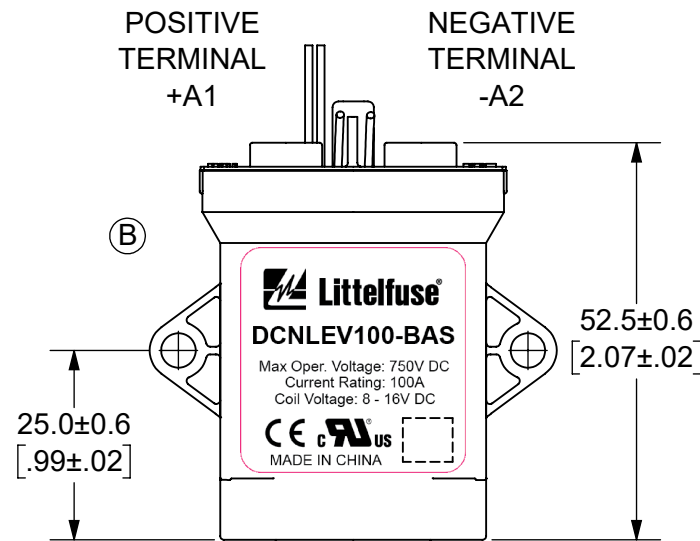 POSITIVE
TERMINAL
+A1
NEGATIVE
TERMINAL
-A2
B
Littelfuse®
DCNLEV100-BAS
Max Oper. Voltage: 750V DC
Current Rating: 100A
Coil Voltage: 8 - 16V DC
CE c RU® US
MADE IN CHINA
52.5±0.6
[2.07±.02]
25.0±0.6
[.99±.02]